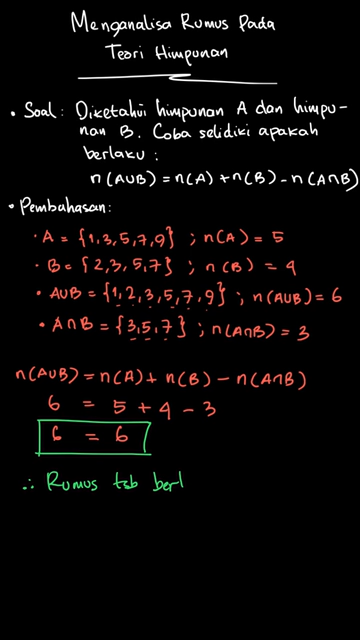 Menganalisa Rumus Pada
Teori Himpunan
• Soal: Diketahui himpunan A dan himpu-
nan B. Coba selidiki apakah
berlaku:
n(A∪B) = n(A) + n(B) - n(A∩B)
• Pembahasan:
• A = {1,3,5,7,9} ; n(A) = 5
• B = {2,3,5,7} ; n(B) = 4
• A∪B = {1,2,3,5,7,9} ; n(A∪B) = 6
• A∩B = {3,5,7} ; n(A∩B) = 3
n(A∪B) = n(A) + n(B) - n(A∩B)
6 = 5 + 4 - 3
6 = 6
∴ Rumus tsb berl